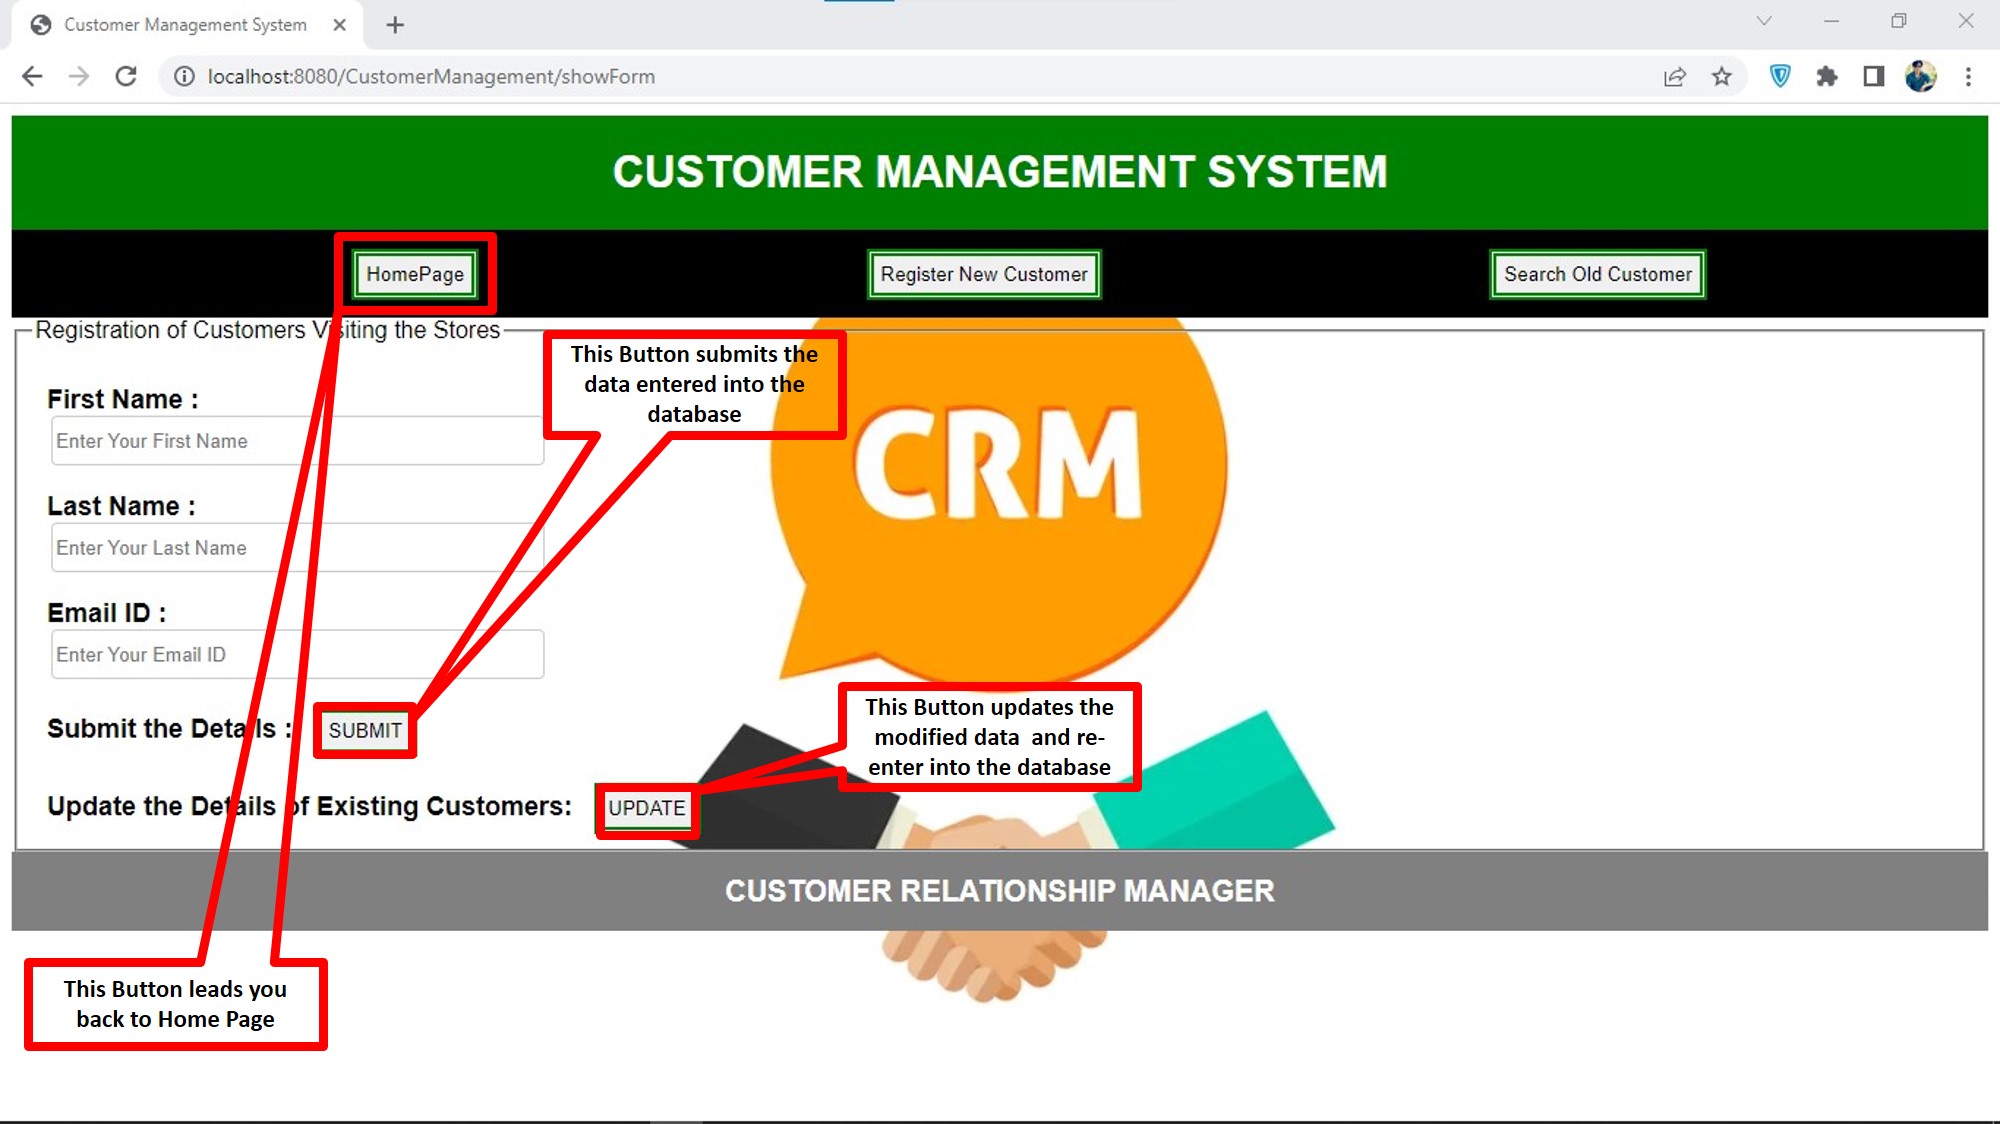 Customer Management System
localhost:8080/CustomerManagement/showForm
CUSTOMER MANAGEMENT SYSTEM
HomePage
Register New Customer
Search Old Customer
Registration of Customers Visiting the Stores
This Button submits the
data entered into the
database
CRM
First Name :
Enter Your First Name
Last Name :
Enter Your Last Name
Email ID :
Enter Your Email ID
Submit the Details :
SUBMIT
This Button updates the
modified data and re-
enter into the database
Update the Details of Existing Customers:
UPDATE
CUSTOMER RELATIONSHIP MANAGER
This Button leads you
back to Home Page